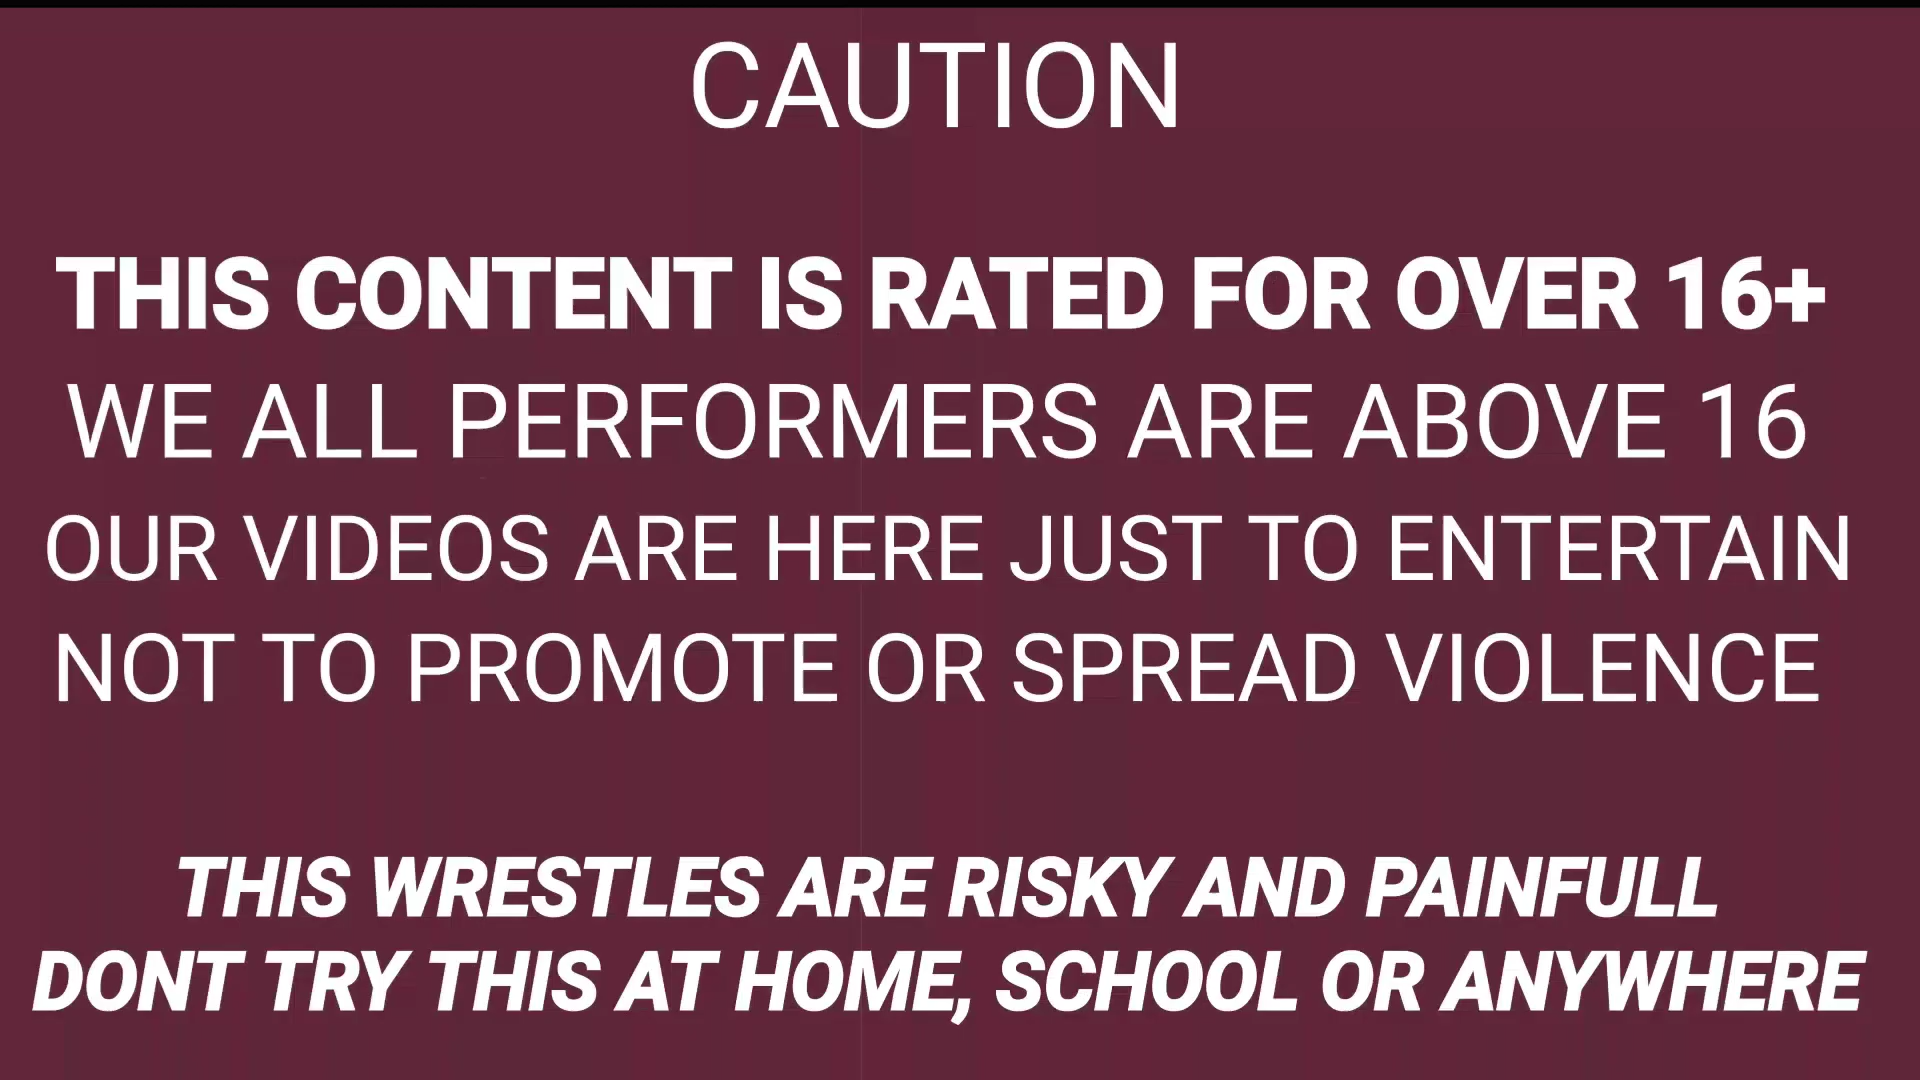 CAUTION
THIS CONTENT IS RATED FOR OVER 16+
WE ALL PERFORMERS ARE ABOVE 16
OUR VIDEOS ARE HERE JUST TO ENTERTAIN
NOT TO PROMOTE OR SPREAD VIOLENCE
THIS WRESTLES ARE RISKY AND PAINFULL
DONT TRY THIS AT HOME, SCHOOL OR ANYWHERE